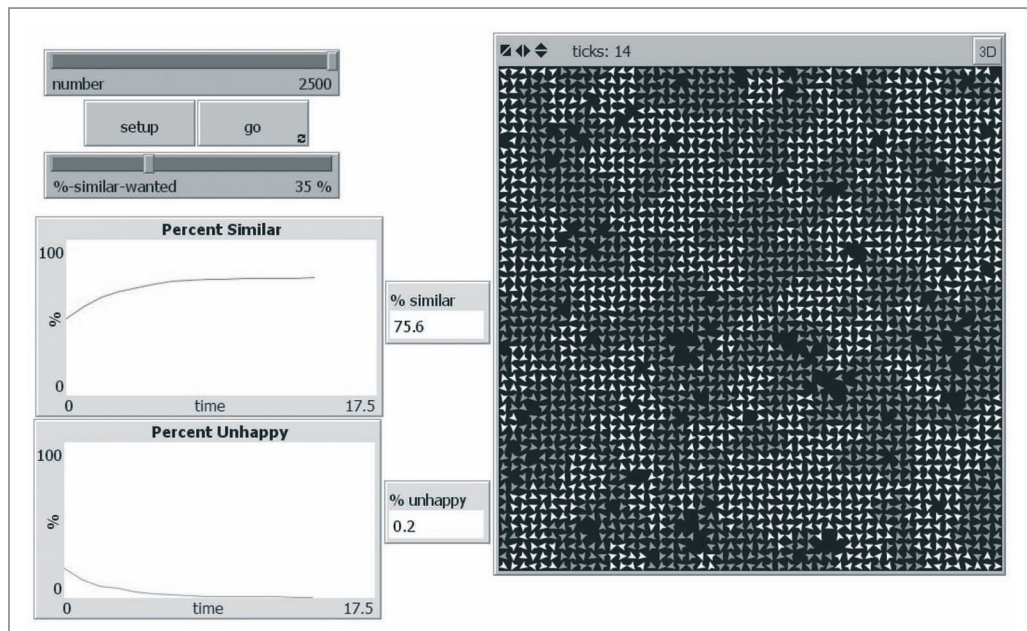 number 2500
setup
go
%-similar-wanted 35 %
Percent Similar
100
%
0
0 time 17.5
% similar
75.6
Percent Unhappy
100
%
0
0 time 17.5
% unhappy
0.2
ticks: 14
3D